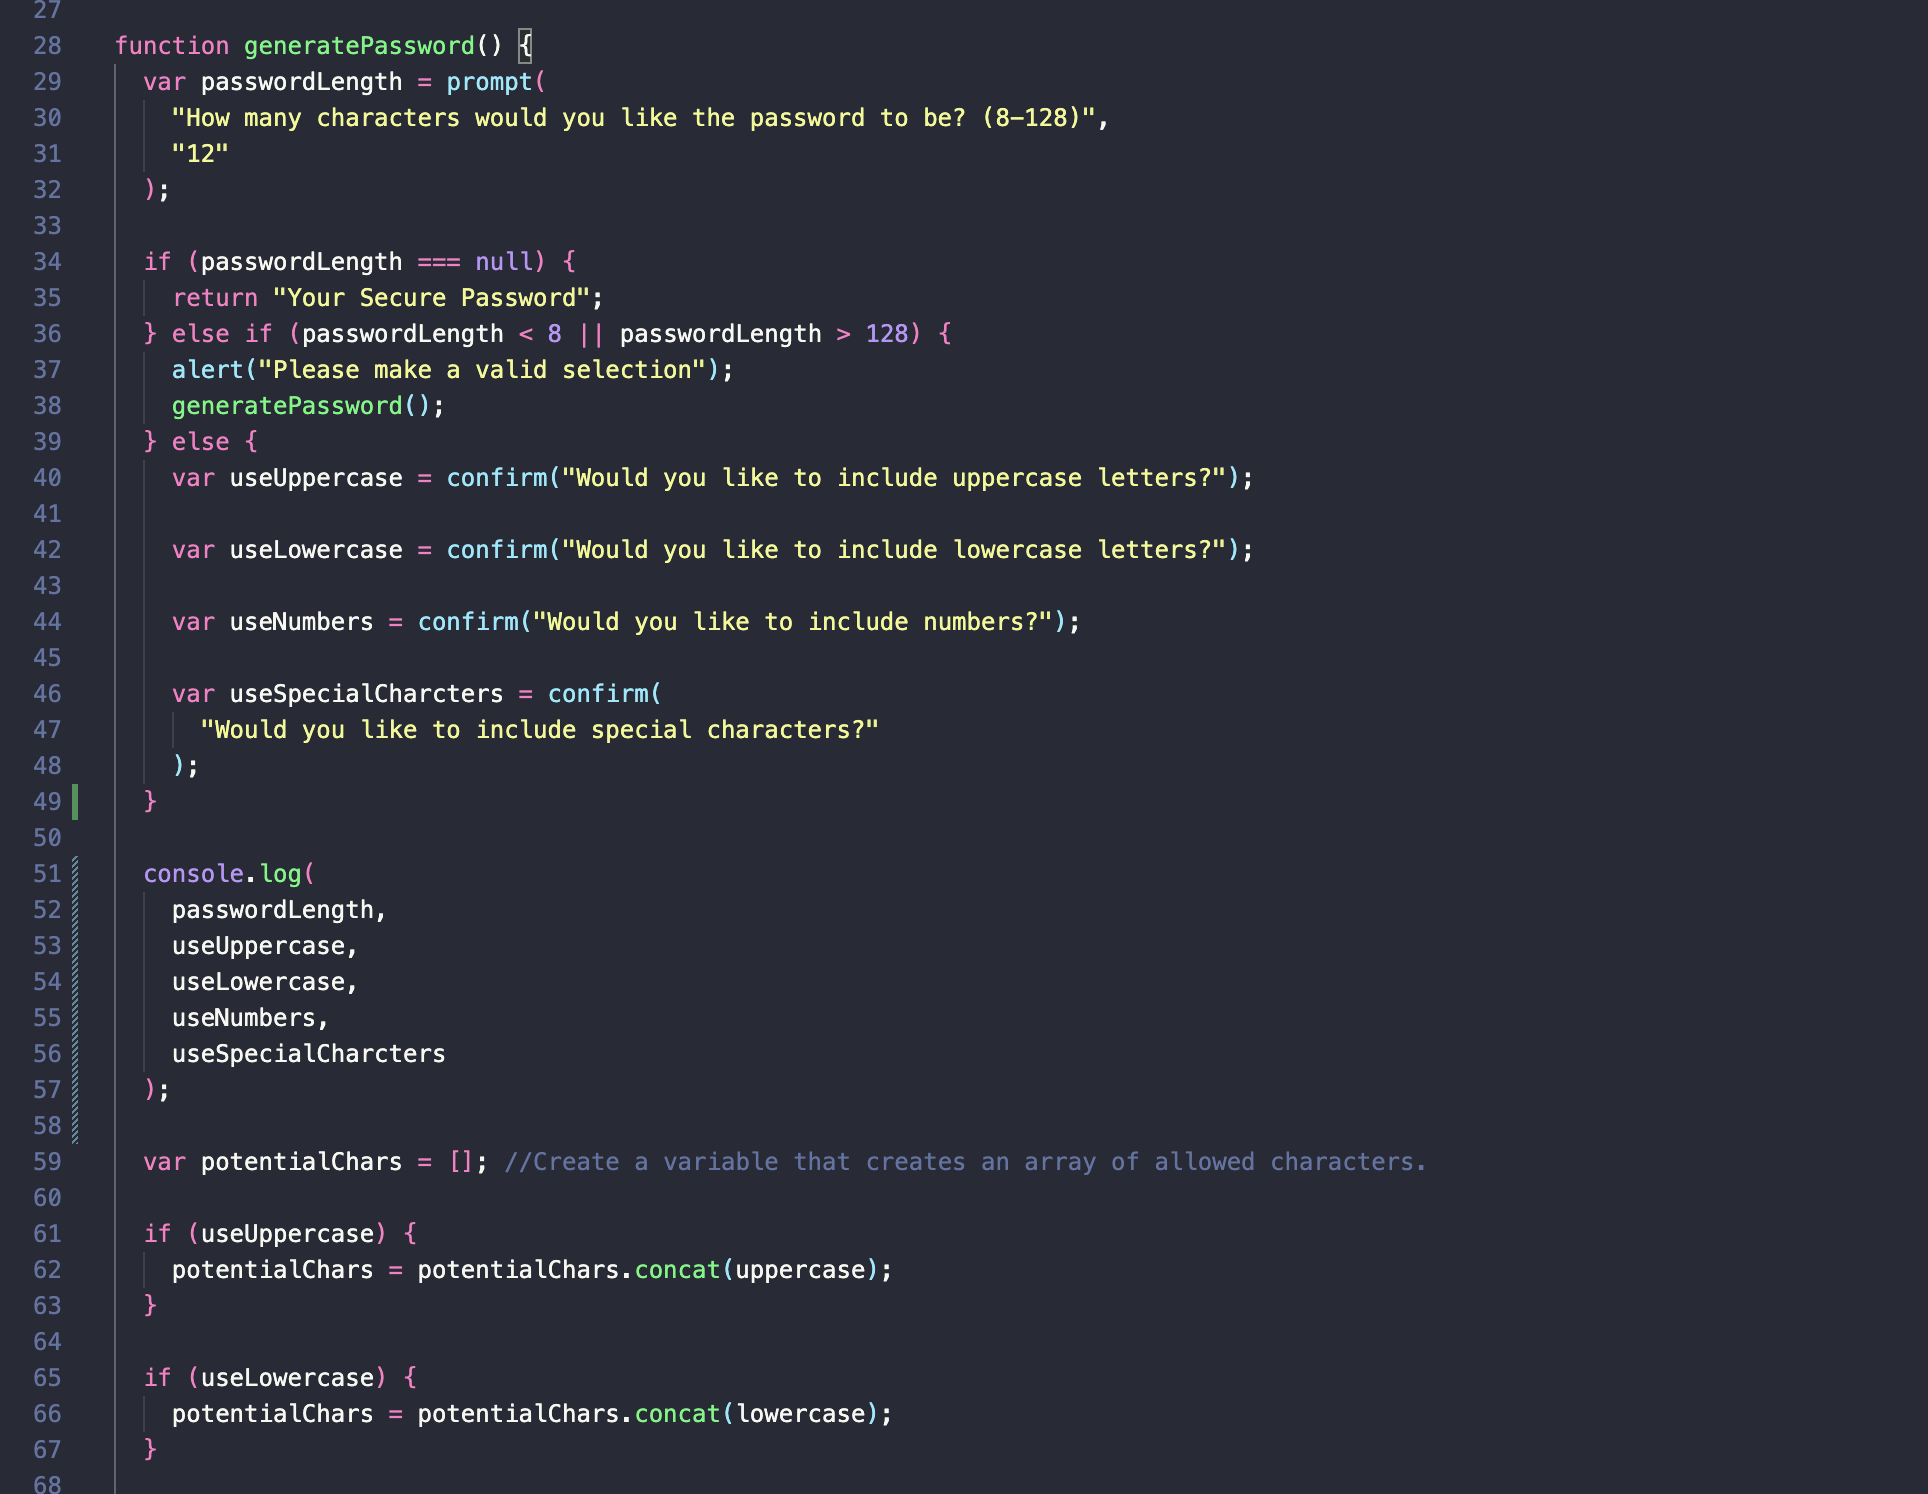 27
28 function generatePassword() {
29 var passwordLength = prompt(
30 "How many characters would you like the password to be? (8–128)",
31 "12"
32 );
33
34 if (passwordLength === null) {
35 return "Your Secure Password";
36 } else if (passwordLength < 8 || passwordLength > 128) {
37 alert("Please make a valid selection");
38 generatePassword();
39 } else {
40 var useUppercase = confirm("Would you like to include uppercase letters?");
41
42 var useLowercase = confirm("Would you like to include lowercase letters?");
43
44 var useNumbers = confirm("Would you like to include numbers?");
45
46 var useSpecialCharcters = confirm(
47 "Would you like to include special characters?"
48 );
49 }
50
51 console.log(
52 passwordLength,
53 useUppercase,
54 useLowercase,
55 useNumbers,
56 useSpecialCharcters
57 );
58
59 var potentialChars = []; //Create a variable that creates an array of allowed characters.
60
61 if (useUppercase) {
62 potentialChars = potentialChars.concat(uppercase);
63 }
64
65 if (useLowercase) {
66 potentialChars = potentialChars.concat(lowercase);
67 }
68